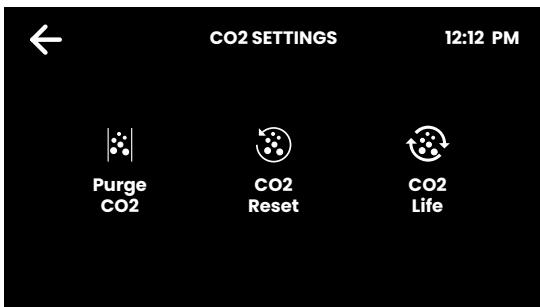 CO2 SETTINGS
12:12 PM
Purge
CO2
CO2
Reset
CO2
Life